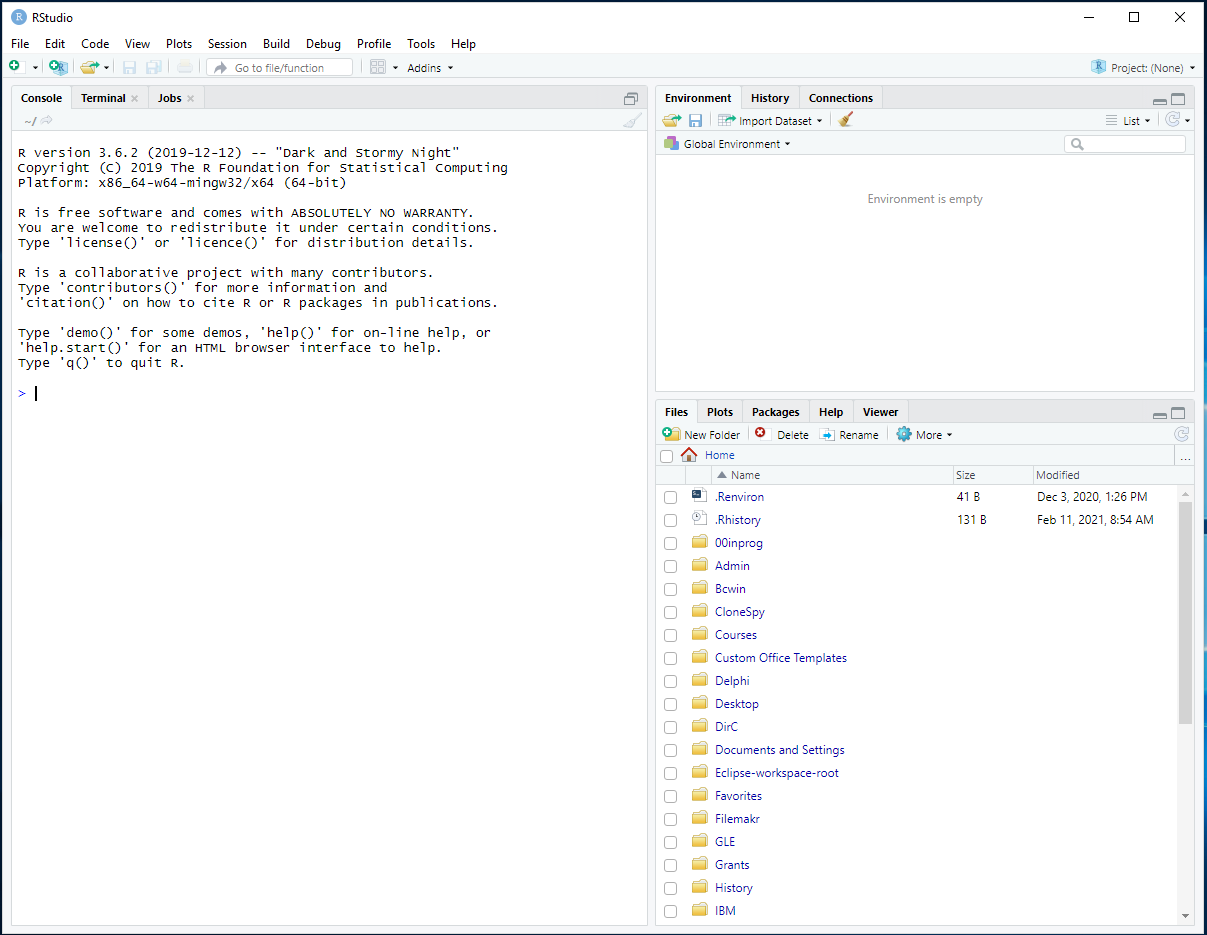 RStudio
File Edit Code View Plots Session Build Debug Profile Tools Help
Go to file/function Addins Project: (None)
Console Terminal Jobs
~/
R version 3.6.2 (2019-12-12) -- "Dark and Stormy Night"
Copyright (C) 2019 The R Foundation for Statistical Computing
Platform: x86_64-w64-mingw32/x64 (64-bit)
R is free software and comes with ABSOLUTELY NO WARRANTY.
You are welcome to redistribute it under certain conditions.
Type 'license()' or 'licence()' for distribution details.
R is a collaborative project with many contributors.
Type 'contributors()' for more information and
'citation()' on how to cite R or R packages in publications.
Type 'demo()' for some demos, 'help()' for on-line help, or
'help.start()' for an HTML browser interface to help.
Type 'q()' to quit R.
>
Environment History Connections
Import Dataset List
Global Environment
Environment is empty
Files Plots Packages Help Viewer
New Folder Delete Rename More
Home ...
Name Size Modified
.Renviron 41 B Dec 3, 2020, 1:26 PM
.Rhistory 131 B Feb 11, 2021, 8:54 AM
00inprog
Admin
Bcwin
CloneSpy
Courses
Custom Office Templates
Delphi
Desktop
DirC
Documents and Settings
Eclipse-workspace-root
Favorites
Filemakr
GLE
Grants
History
IBM